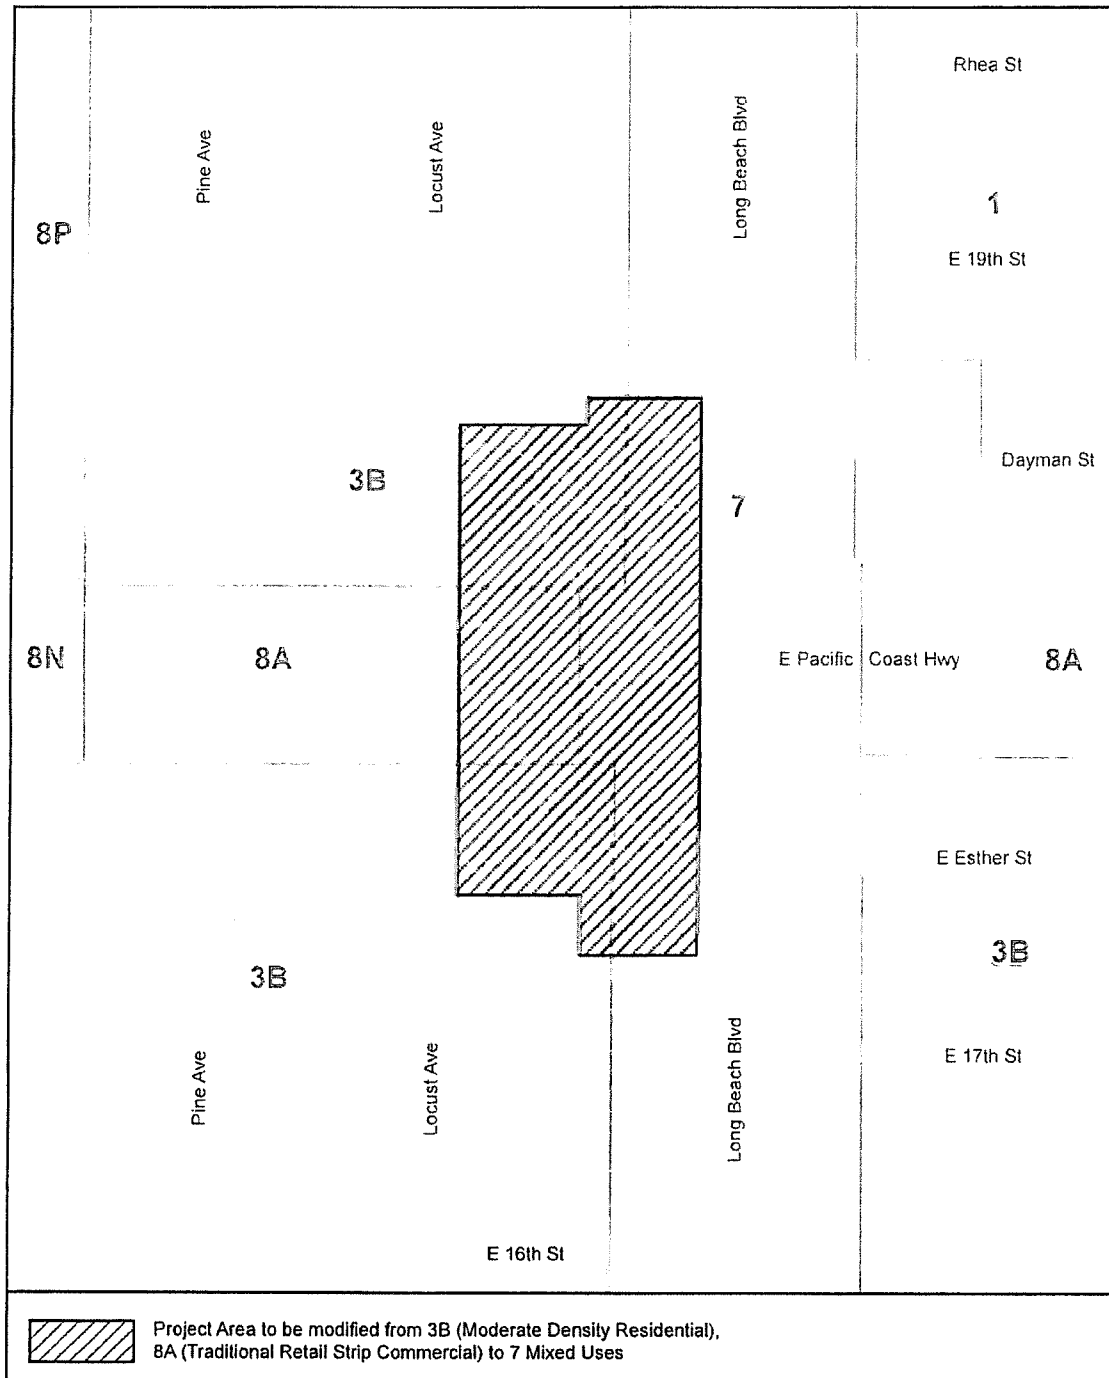 Rhea St
Pine Ave
Locust Ave
Long Beach Blvd
1
8P
E 19th St
Dayman St
3B
7
8N
8A
E Pacific Coast Hwy
8A
E Esther St
3B
3B
E 17th St
Pine Ave
Locust Ave
Long Beach Blvd
E 16th St
Project Area to be modified from 3B (Moderate Density Residential),
8A (Traditional Retail Strip Commercial) to 7 Mixed Uses